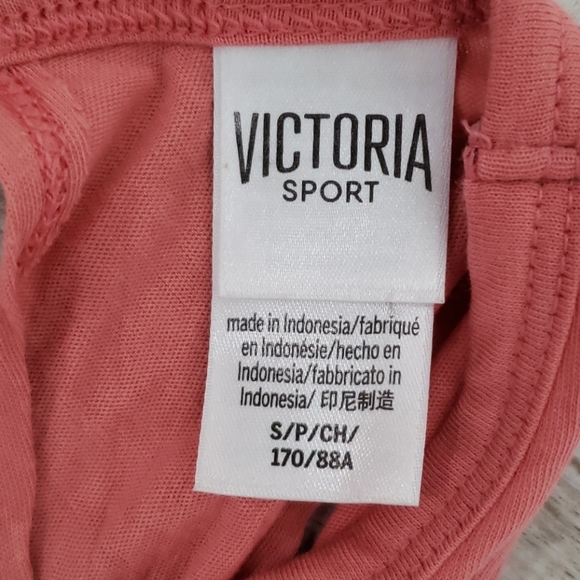 VICTORIA
SPORT
made in Indonesia/fabriqué
en Indonésie/hecho en
Indonesia/fabbricato in
Indonesia/ 印尼制造
S/P/CH/
170/88A